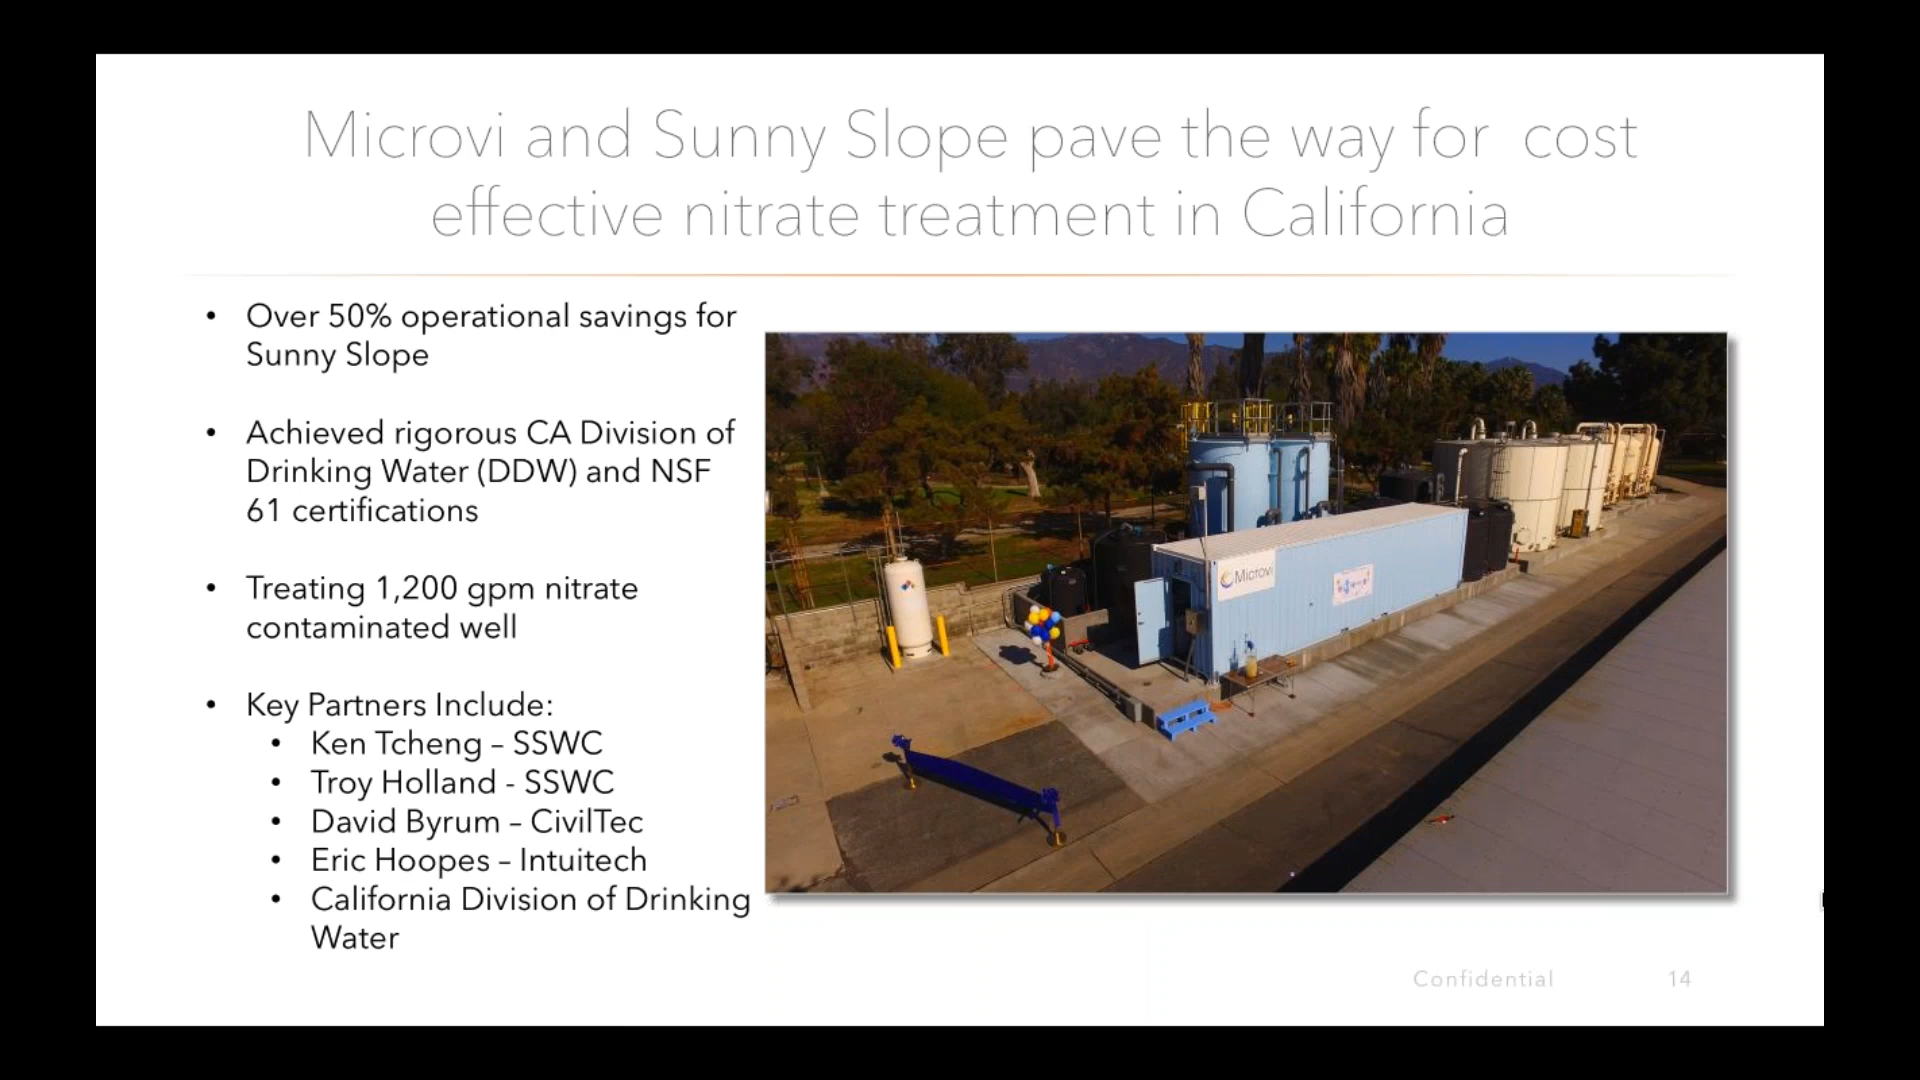 Microvi and Sunny Slope pave the way for cost
effective nitrate treatment in California
• Over 50% operational savings for
Sunny Slope
• Achieved rigorous CA Division of
Drinking Water (DDW) and NSF
61 certifications
• Treating 1,200 gpm nitrate
contaminated well
• Key Partners Include:
• Ken Tcheng – SSWC
• Troy Holland - SSWC
• David Byrum – CivilTec
• Eric Hoopes – Intuitech
• California Division of Drinking
Water
Microvi
Confidential
14